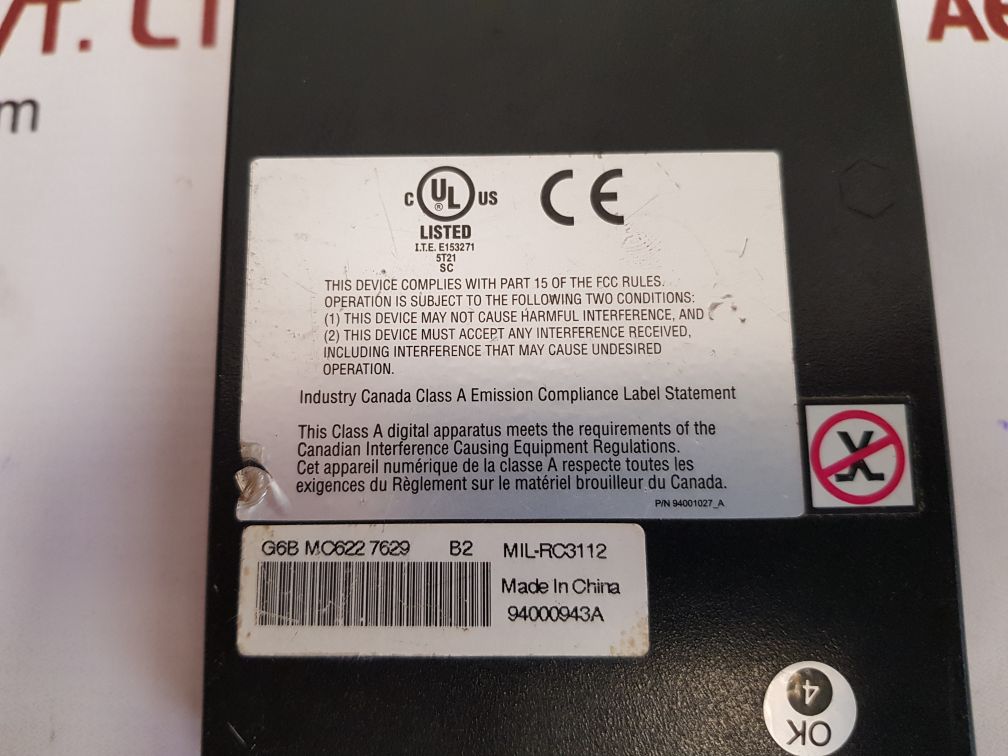 C UL US CE
®
LISTED
I.T.E. E153271
5T21
SC
THIS DEVICE COMPLIES WITH PART 15 OF THE FCC RULES.
OPERATION IS SUBJECT TO THE FOLLOWING TWO CONDITIONS:
(1) THIS DEVICE MAY NOT CAUSE HARMFUL INTERFERENCE, AND
(2) THIS DEVICE MUST ACCEPT ANY INTERFERENCE RECEIVED,
INCLUDING INTERFERENCE THAT MAY CAUSE UNDESIRED
OPERATION.
Industry Canada Class A Emission Compliance Label Statement
This Class A digital apparatus meets the requirements of the
Canadian Interference Causing Equipment Regulations.
Cet appareil numérique de la classe A respecte toutes les
exigences du Règlement sur le matériel brouilleur du Canada.
P/N 94001027_A
G6B MC622 7629 B2 MIL-RC3112
Made In China
94000943A
4
OK